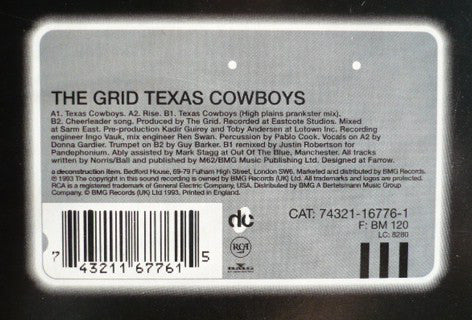 THE GRID TEXAS COWBOYS
A1. Texas Cowboys. A2. Rise. B1. Texas Cowboys (High plains prankster mix).
B2. Cheerleader song. Produced by The Grid. Recorded at Eastcote Studios. Mixed
at Sarm East. Pre-production Kadir Guirey and Toby Andersen at Lotown Inc. Recording
engineer Ingo Vauk, mix engineer Ren Swan. Percussion by Pablo Cook. Vocals on A2 by
Donna Gardier. Trumpet on B2 by Guy Barker. B1 remixed by Justin Robertson for
Pandephonium. Ably assisted by Mark Stagg at Out Of The Blue, Manchester. All tracks
written by Norris/Ball and published by M62/BMG Music Publishing Ltd. Designed at Farrow.
a deconstruction item. Bedford House, 69-79 Fulham High Street, London SW6. Marketed and distributed by BMG Records.
℗ 1993 The copyright in this sound recording is owned by BMG Records (UK) Ltd. All trademarks and logos are protected.
RCA is a registered trademark of General Electric Company, USA. Distributed by BMG A Bertelsmann Music Group
Company. © BMG Records (UK) Ltd 1993. Printed in England.
dc
RCA
BMG
CAT: 74321-16776-1
F: BM 120
LC: 8280
7 43211 67761 5